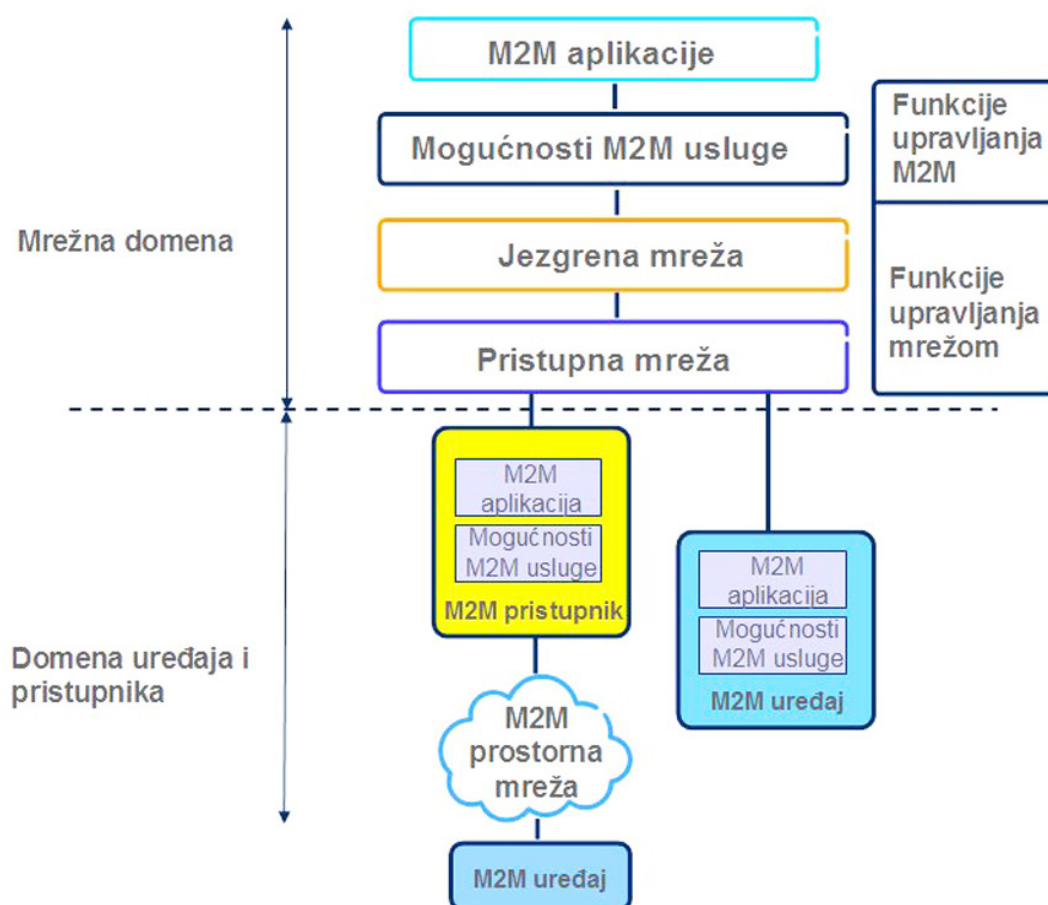 M2M aplikacije
Mogućnosti M2M usluge
Jezgrena mreža
Pristupna mreža
Funkcije
upravljanja
M2M
Funkcije
upravljanja
mrežom
Mrežna domena
M2M
aplikacija
Mogućnosti
M2M usluge
M2M pristupnik
M2M
aplikacija
Mogućnosti
M2M usluge
M2M uređaj
Domena uređaja i
pristupnika
M2M
prostorna
mreža
M2M uređaj